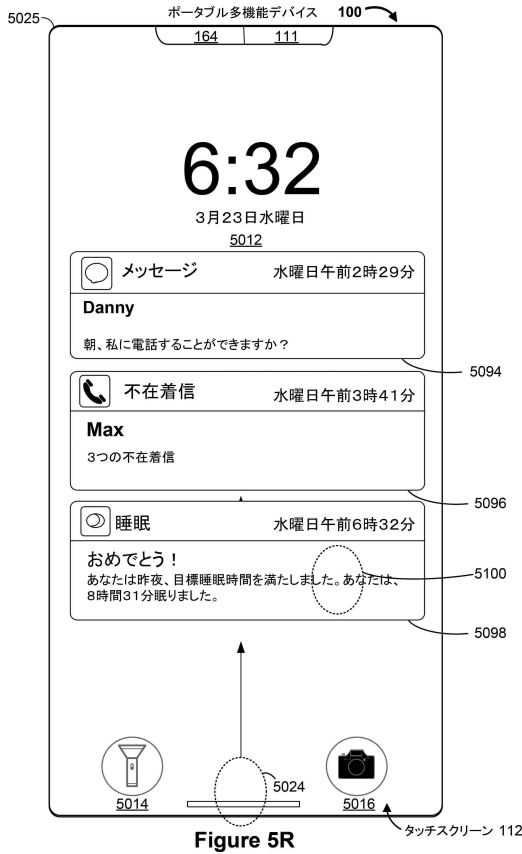 ポータブル多機能デバイス 100
5025
164 111
6:32
3月23日水曜日
5012
メッセージ 水曜日午前2時29分
Danny
朝、私に電話することができますか?
5094
不在着信 水曜日午前3時41分
Max
3つの不在着信
5096
睡眠 水曜日午前6時32分
おめでとう!
あなたは昨夜、目標睡眠時間を満たしました。あなたは、
8時間31分眠りました。
5100
5098
5024
5014 5016
タッチスクリーン 112
Figure 5R